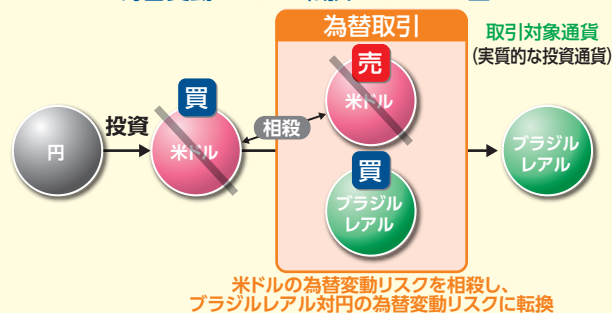 為替取引
取引対象通貨
(実質的な投資通貨)
売
米ドル
買
投資
相殺
円
米ドル
買
ブラジル
レアル
ブラジル
レアル
米ドルの為替変動リスクを相殺し、
ブラジルレアル対円の為替変動リスクに転換